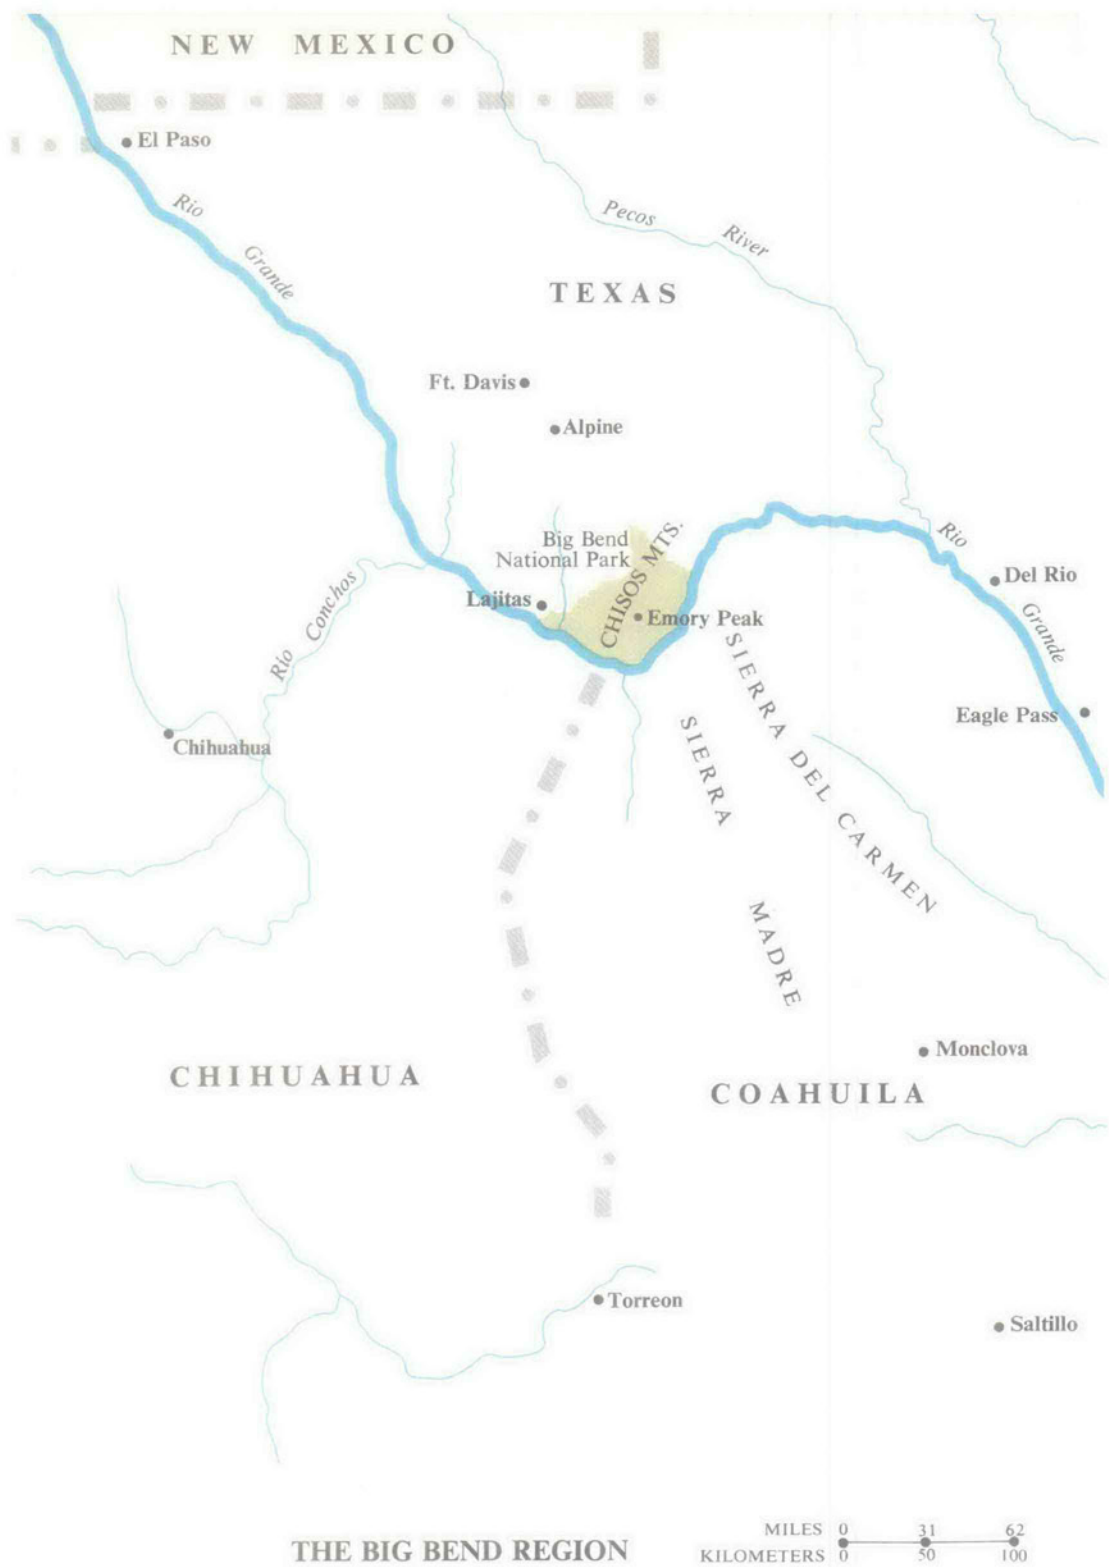 NEW MEXICO
El Paso
Rio
Grande
Pecos
River
TEXAS
Ft. Davis
Alpine
Big Bend
National Park
CHISOS MTS.
Rio
Grande
Del Rio
Lajitas
Emory Peak
Rio Conchos
Eagle Pass
Chihuahua
SIERRA DEL CARMEN
SIERRA
MADRE
Monclova
CHIHUAHUA
COAHUILA
Torreon
Saltillo
THE BIG BEND REGION
MILES 0 31 62
KILOMETERS 0 50 100